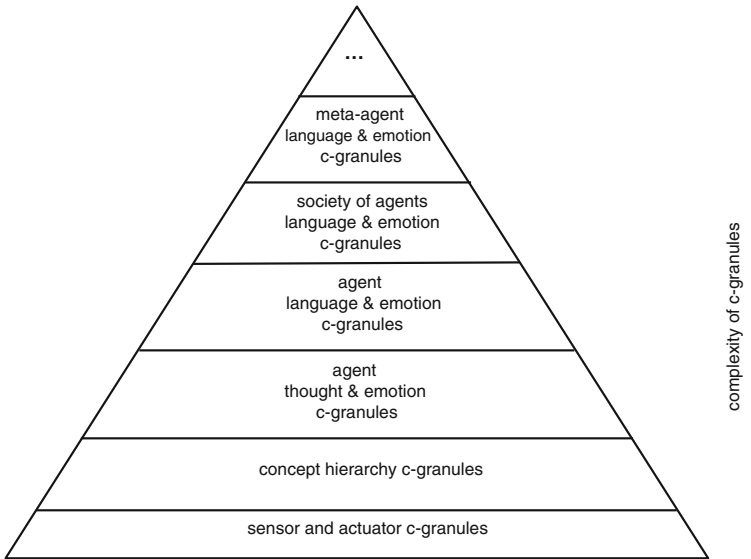 ...
meta-agent
language & emotion
c-granules
society of agents
language & emotion
c-granules
agent
language & emotion
c-granules
agent
thought & emotion
c-granules
concept hierarchy c-granules
sensor and actuator c-granules
complexity of c-granules